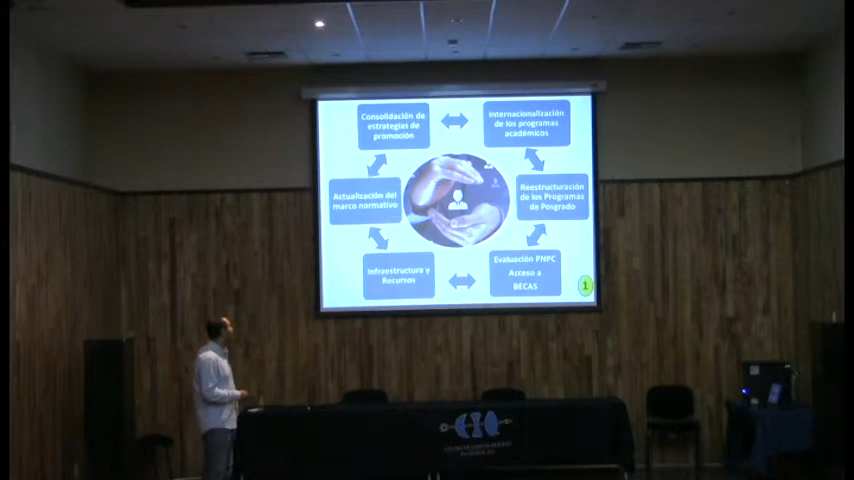 Consolidación de
estrategias de
promoción
Internacionalización
de los programas
académicos
Actualización del
marco normativo
Reestructuración
de los Programas
de Posgrado
Infraestructura y
Recursos
Evaluación PNPC
Acceso a
BECAS
1
CIO